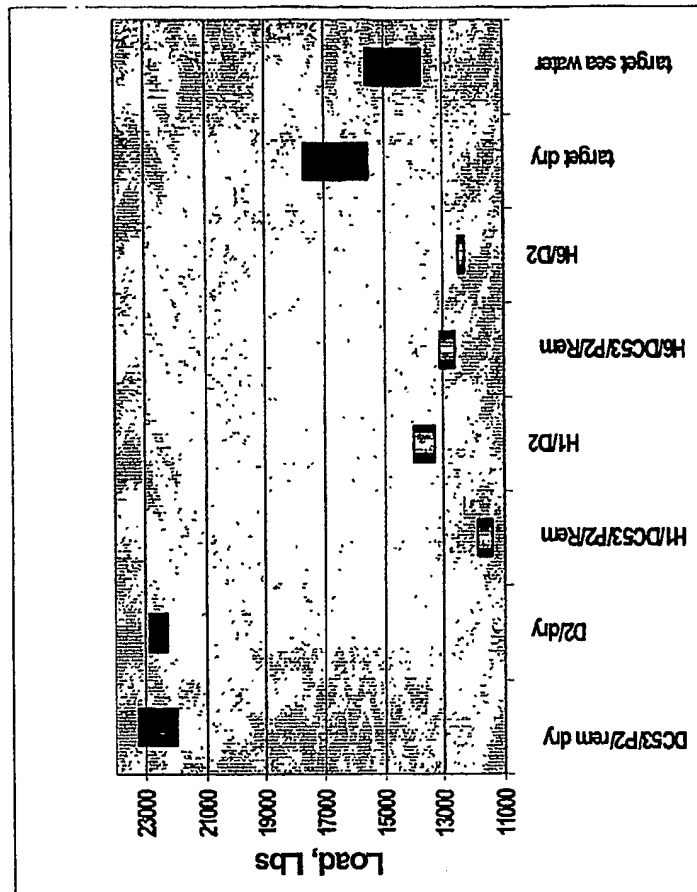 target sea water
target dry
H6/D2
H6/DC53/P2/Rem
H1/D2
H1/DC53/P2/Rem
D2/dry
DC53/P2/rem dry
23000
21000
19000
17000
15000
13000
11000
Load, Lbs